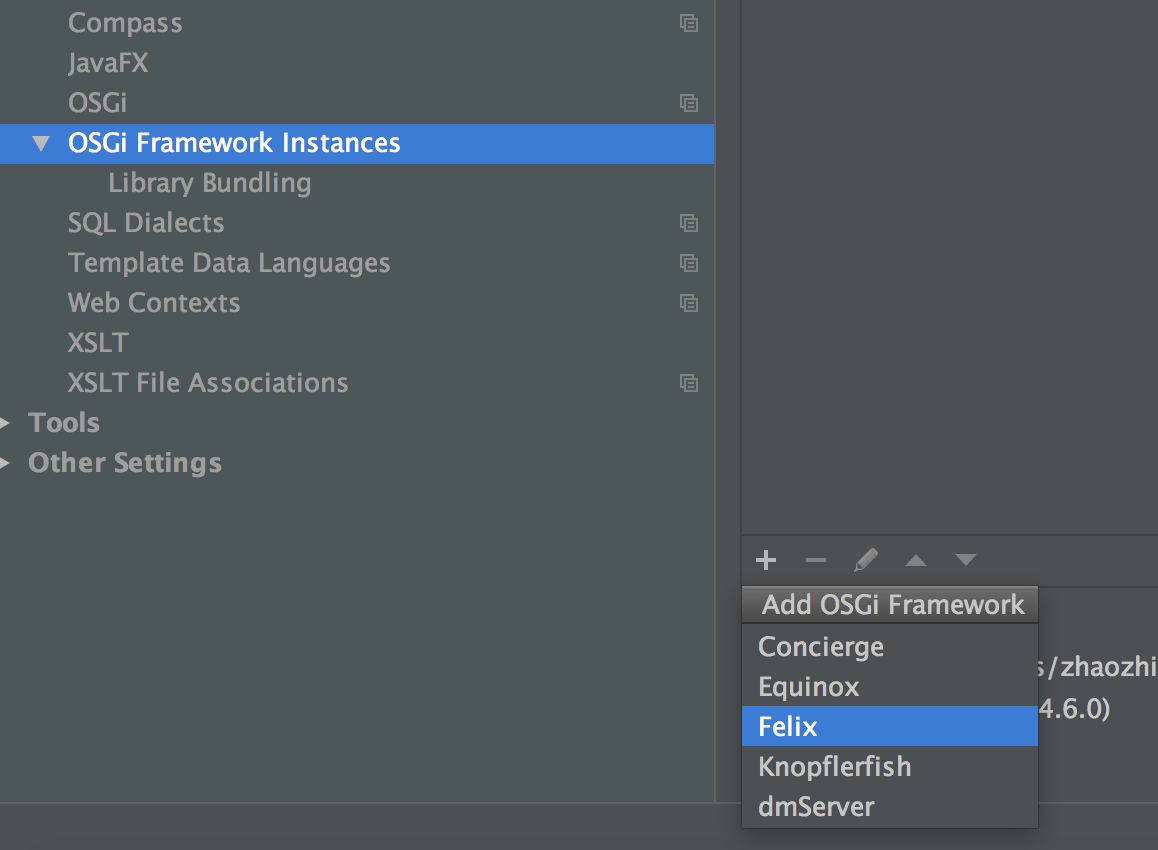 Compass
JavaFX
OSGi
OSGi Framework Instances
Library Bundling
SQL Dialects
Template Data Languages
Web Contexts
XSLT
XSLT File Associations
Tools
Other Settings
Add OSGi Framework
Concierge
Equinox
Felix
Knopflerfish
dmServer
s/zhaozhi
4.6.0)